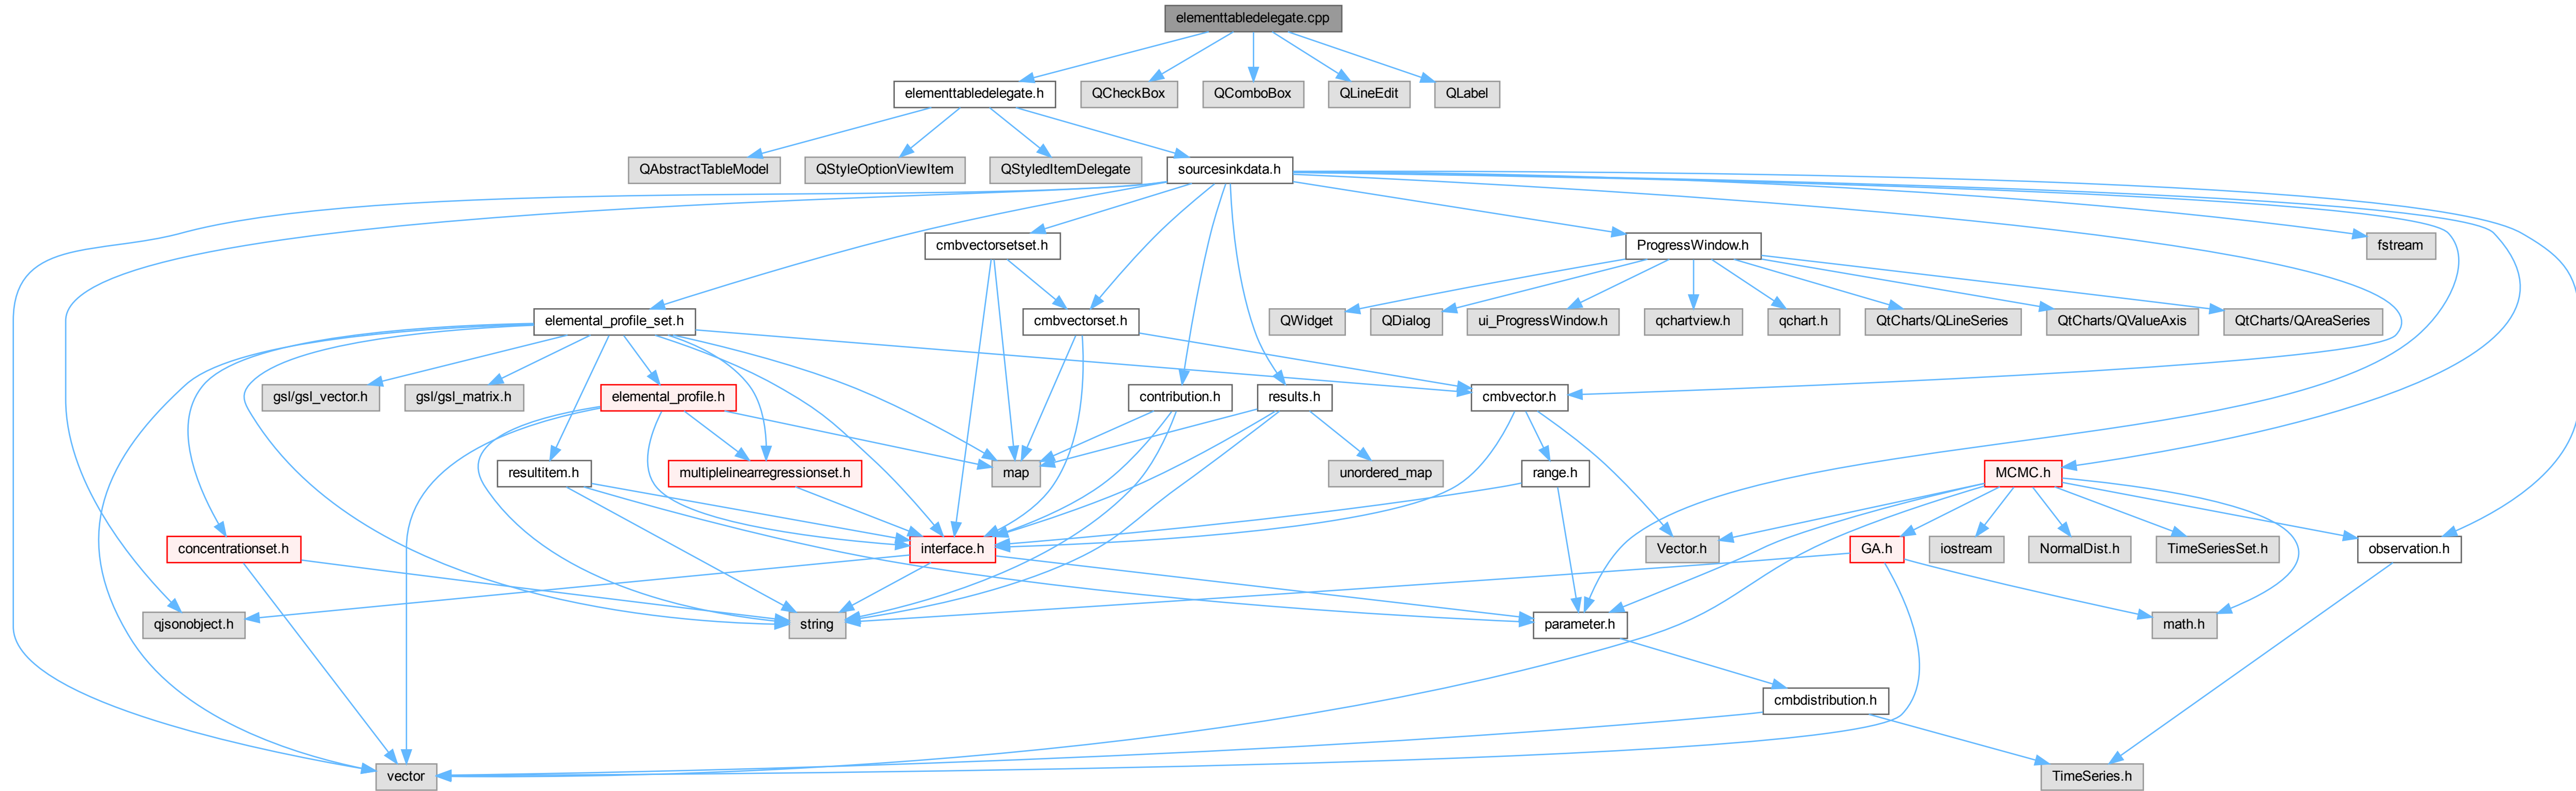 elementtabledelegate.cpp
elementtabledelegate.h
QCheckBox
QComboBox
QLineEdit
QLabel
QAbstractTableModel
QStyleOptionViewItem
QStyledItemDelegate
sourcesinkdata.h
cmbvectorsetset.h
ProgressWindow.h
fstream
elemental_profile_set.h
cmbvectorset.h
QWidget
QDialog
ui_ProgressWindow.h
qchartview.h
qchart.h
QtCharts/QLineSeries
QtCharts/QValueAxis
QtCharts/QAreaSeries
gsl/gsl_vector.h
gsl/gsl_matrix.h
elemental_profile.h
contribution.h
results.h
cmbvector.h
resultitem.h
multiplelinearregressionset.h
map
unordered_map
range.h
MCMC.h
concentrationset.h
interface.h
Vector.h
GA.h
iostream
NormalDist.h
TimeSeriesSet.h
observation.h
qjsonobject.h
string
parameter.h
math.h
cmbdistribution.h
vector
TimeSeries.h